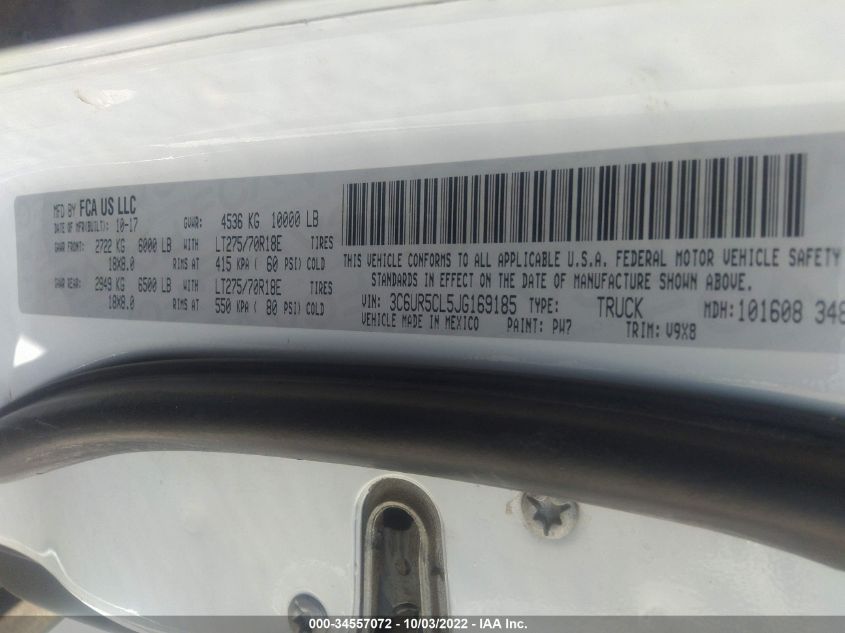 MFD BY FCA US LLC
DATE OF MFR(BUILT): 10-17 GVWR: 4536 KG 10000 LB
GAWR FRONT: 2722 KG 6000 LB WITH LT275/70R18E TIRES
18X8.0 RIMS AT 415 KPA ( 60 PSI) COLD
GAWR REAR: 2949 KG 6500 LB WITH LT275/70R18E TIRES
18X8.0 RIMS AT 550 KPA ( 80 PSI) COLD
THIS VEHICLE CONFORMS TO ALL APPLICABLE U.S.A. FEDERAL MOTOR VEHICLE SAFETY
STANDARDS IN EFFECT ON THE DATE OF MANUFACTURE SHOWN ABOVE.
VIN: 3C6UR5CL5JG169185 TYPE: TRUCK MDH: 101608 348
VEHICLE MADE IN MEXICO PAINT: PW7 TRIM: V9X8
000-34557072 - 10/03/2022 - IAA Inc.